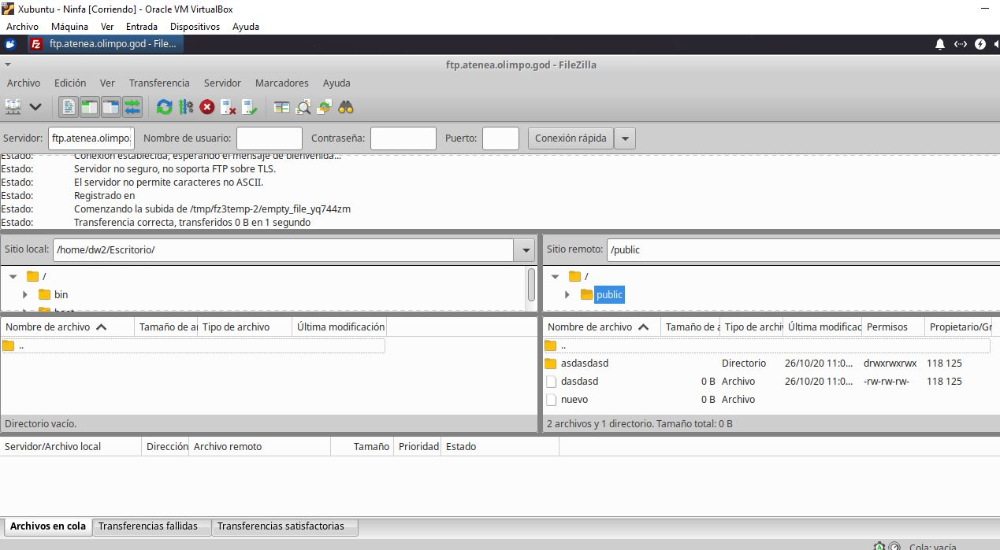 Xubuntu - Ninfa [Corriendo] - Oracle VM VirtualBox
Archivo Máquina Ver Entrada Dispositivos Ayuda
Fz ftp.atenea.olimpo.god - File...
ftp.atenea.olimpo.god - FileZilla
Archivo Edición Ver Transferencia Servidor Marcadores Ayuda
Servidor: ftp.atenea.olimpo. Nombre de usuario: Contraseña: Puerto: Conexión rápida
Estado: Conexión establecida, esperando el mensaje de bienvenida...
Estado: Servidor no seguro, no soporta FTP sobre TLS.
Estado: El servidor no permite caracteres no ASCII.
Estado: Registrado en
Estado: Comenzando la subida de /tmp/fz3temp-2/empty_file_yq744zm
Estado: Transferencia correcta, transferidos 0 B en 1 segundo
Sitio local: /home/dw2/Escritorio/ Sitio remoto: /public
/ /
bin public
Nombre de archivo Tamaño de ar Tipo de archivo Última modificación Nombre de archivo Tamaño de a Tipo de archi Última modificac Permisos Propietario/Gr
.. ..
asdasdasd Directorio 26/10/20 11:0... drwxrwxrwx 118 125
dasdasd 0 B Archivo 26/10/20 11:0... -rw-rw-rw- 118 125
nuevo 0 B Archivo
Directorio vacío. 2 archivos y 1 directorio. Tamaño total: 0 B
Servidor/Archivo local Dirección Archivo remoto Tamaño Prioridad Estado
Archivos en cola Transferencias fallidas Transferencias satisfactorias
Cola: vacía